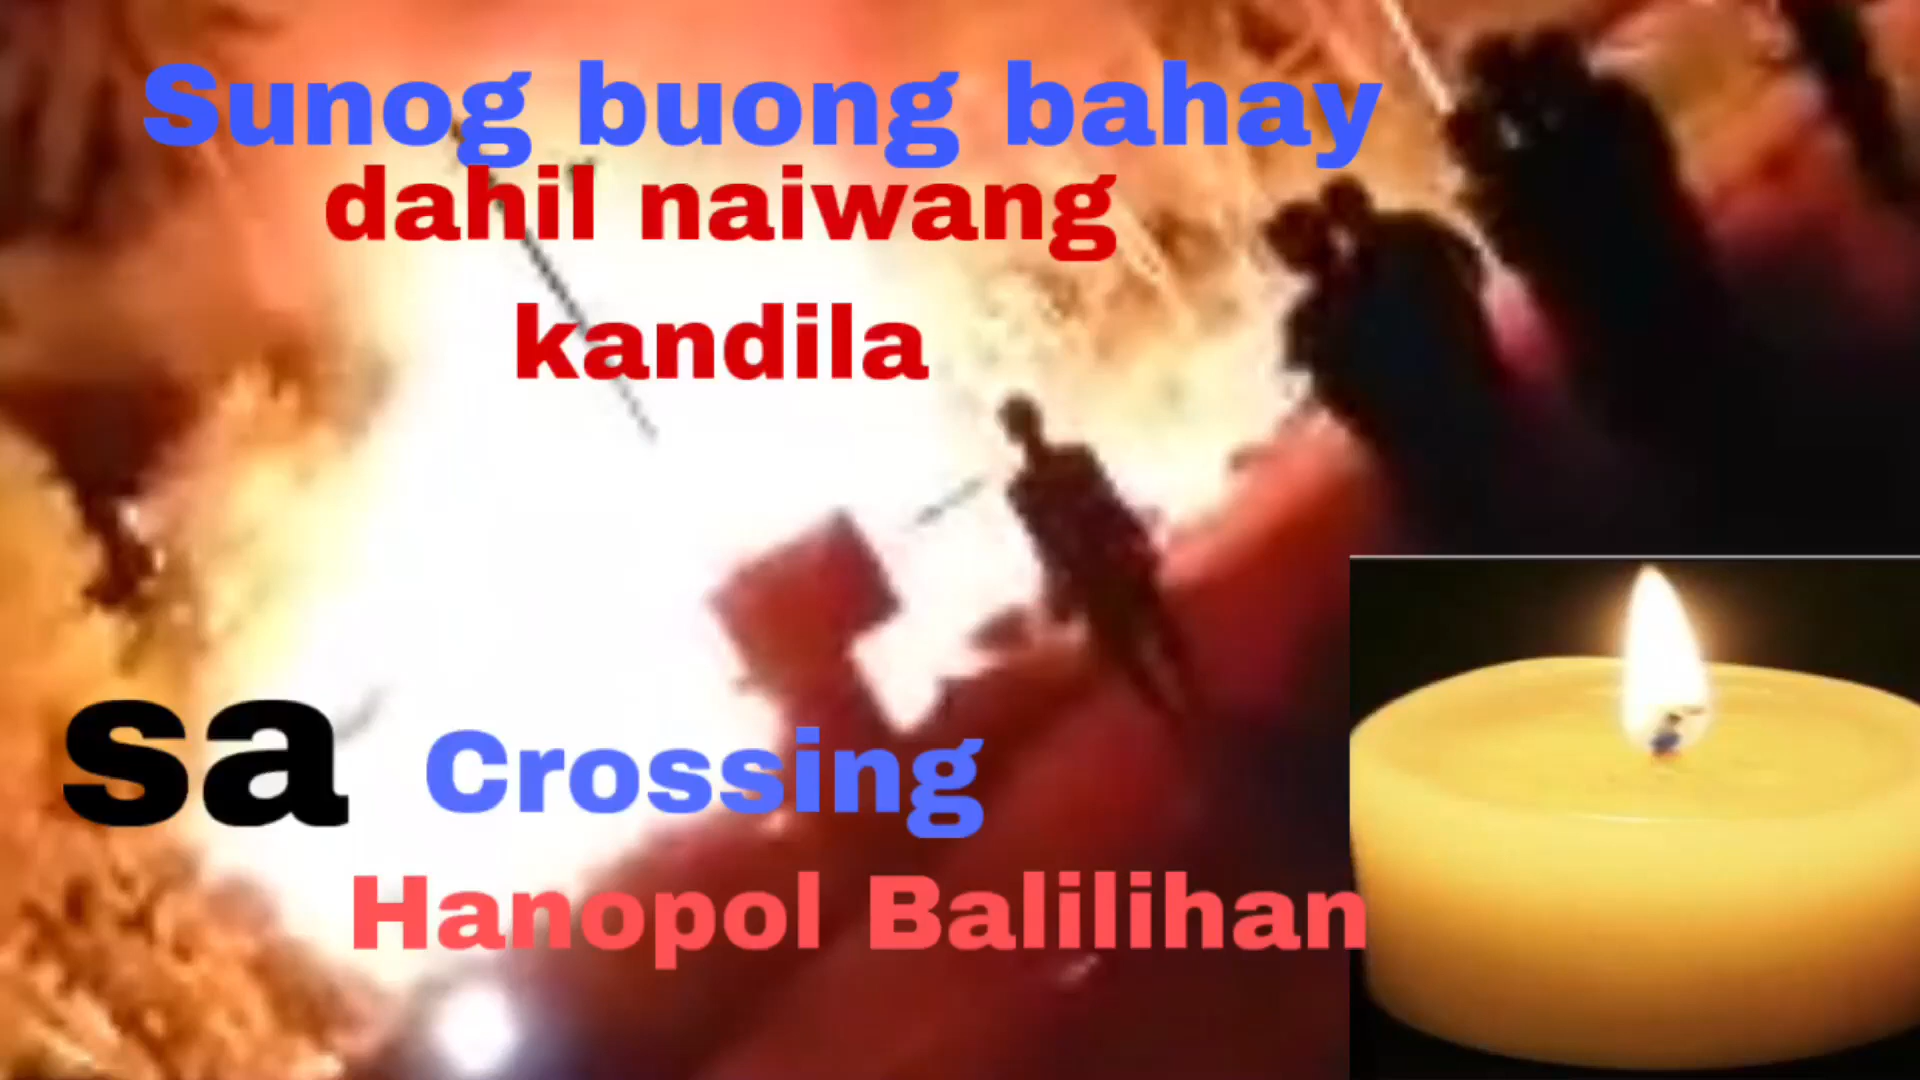 Sunog buong bahay
dahil naiwang
kandila
sa Crossing
Hanopol Balilihan